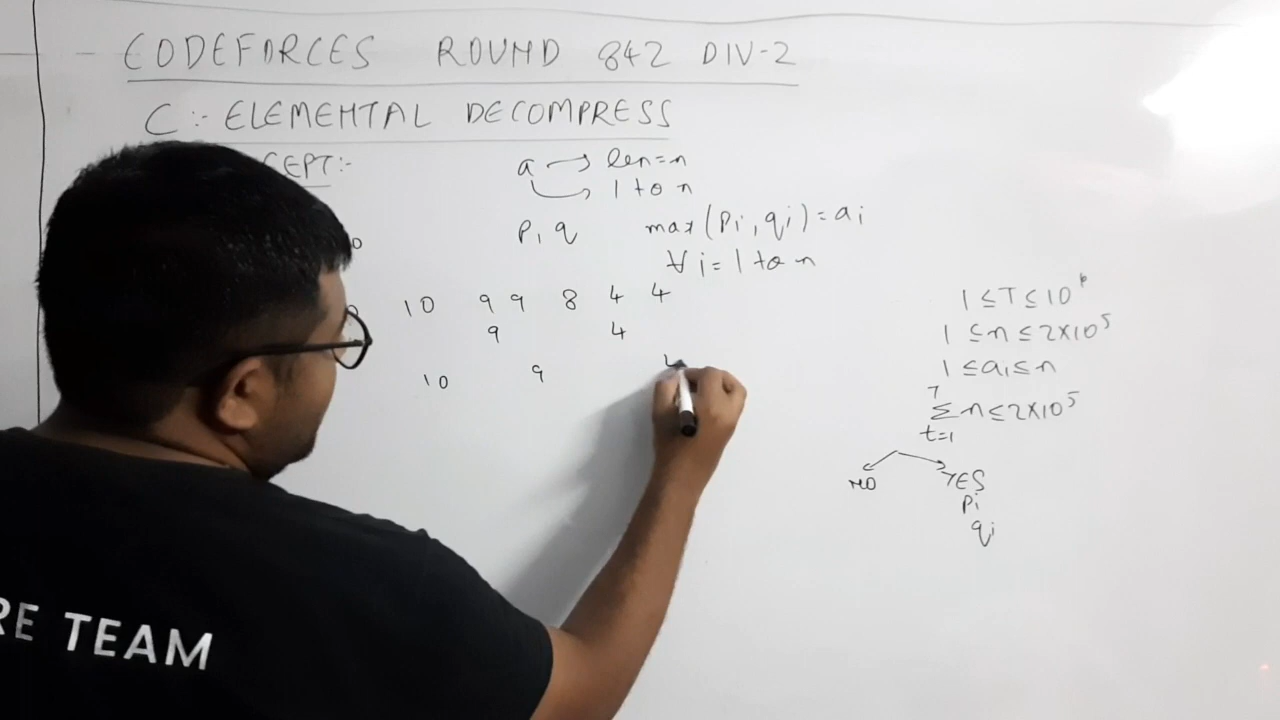 CODEFORCES ROUND 842 DIV-2
C:- ELEMENTAL DECOMPRESS
CEPT:-
a → len=n
→ 1 to n
0
p, q max(pi, qi) = ai
∀ i = 1 to n
10 9 9 8 4 4
9 4
10 9 4
1 ≤ T ≤ 10
1 ≤ n ≤ 2×10^5
1 ≤ ai ≤ n
T
Σ n ≤ 2×10^5
t=1
NO YES
pi
qi
RE TEAM